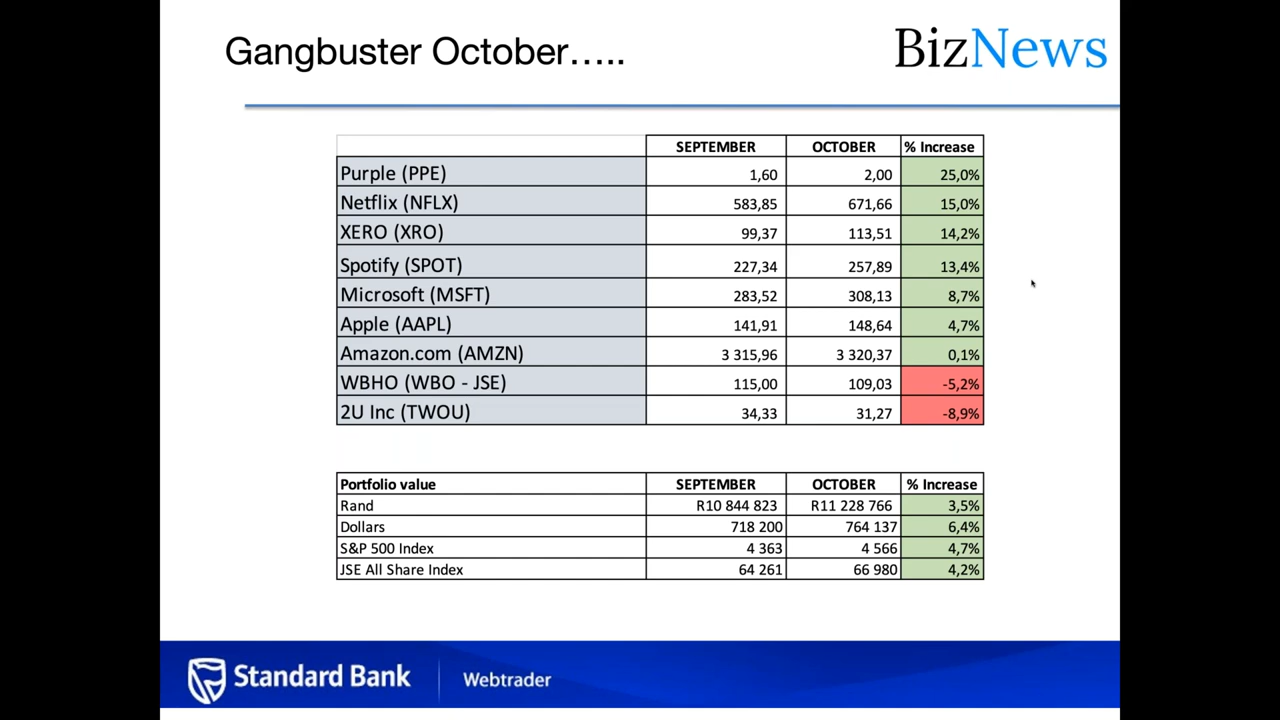 Gangbuster October.....
BizNews
SEPTEMBER OCTOBER % Increase
Purple (PPE) 1,60 2,00 25,0%
Netflix (NFLX) 583,85 671,66 15,0%
XERO (XRO) 99,37 113,51 14,2%
Spotify (SPOT) 227,34 257,89 13,4%
Microsoft (MSFT) 283,52 308,13 8,7%
Apple (AAPL) 141,91 148,64 4,7%
Amazon.com (AMZN) 3 315,96 3 320,37 0,1%
WBHO (WBO - JSE) 115,00 109,03 -5,2%
2U Inc (TWOU) 34,33 31,27 -8,9%
Portfolio value SEPTEMBER OCTOBER % Increase
Rand R10 844 823 R11 228 766 3,5%
Dollars 718 200 764 137 6,4%
S&P 500 Index 4 363 4 566 4,7%
JSE All Share Index 64 261 66 980 4,2%
Standard Bank Webtrader